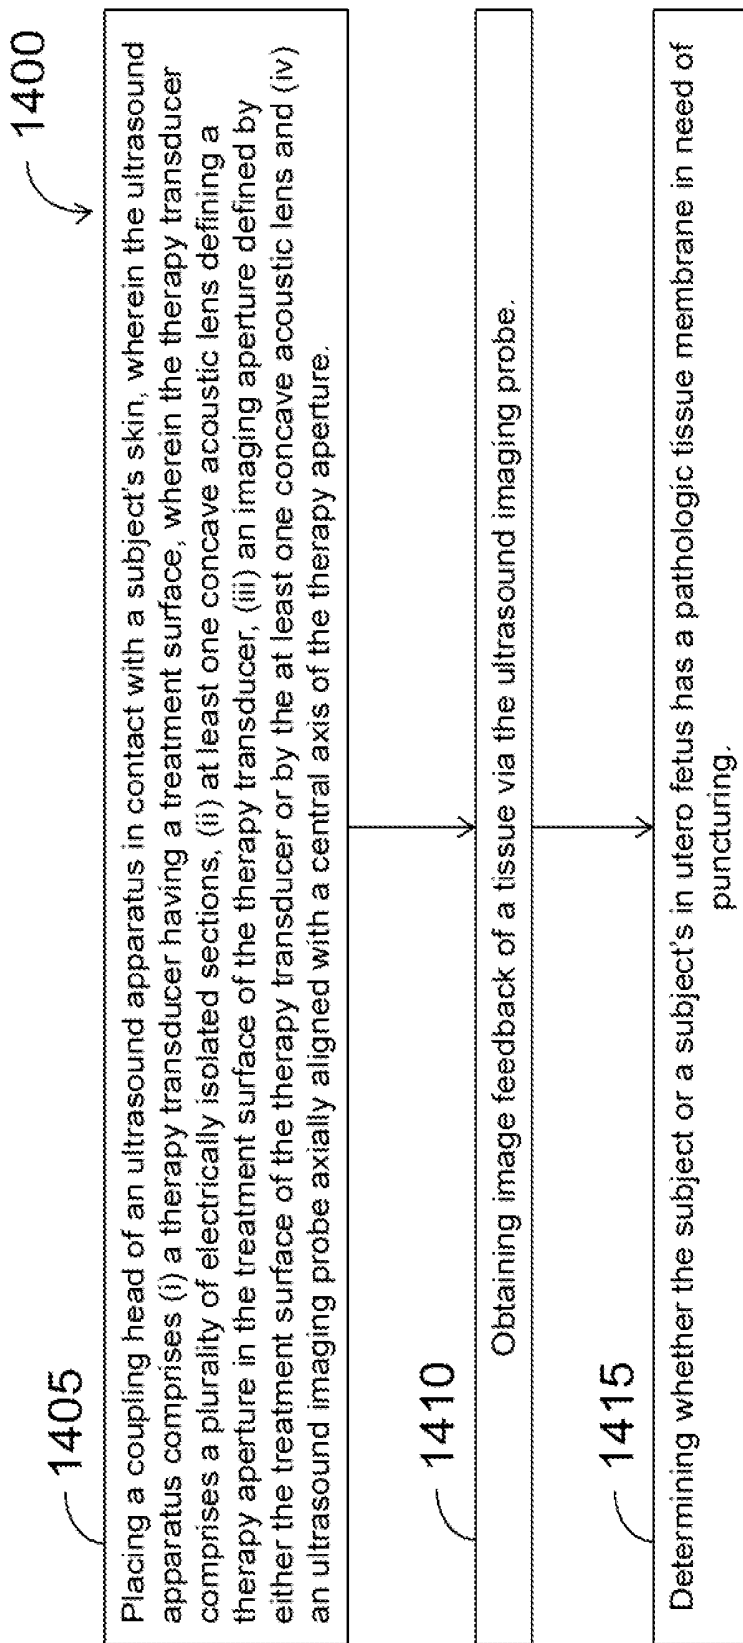 1400
1405
Placing a coupling head of an ultrasound apparatus in contact with a subject's skin, wherein the ultrasound
apparatus comprises (i) a therapy transducer having a treatment surface, wherein the therapy transducer
comprises a plurality of electrically isolated sections, (ii) at least one concave acoustic lens defining a
therapy aperture in the treatment surface of the therapy transducer, (iii) an imaging aperture defined by
either the treatment surface of the therapy transducer or by the at least one concave acoustic lens and (iv)
an ultrasound imaging probe axially aligned with a central axis of the therapy aperture.
1410
Obtaining image feedback of a tissue via the ultrasound imaging probe.
1415
Determining whether the subject or a subject's in utero fetus has a pathologic tissue membrane in need of
puncturing.